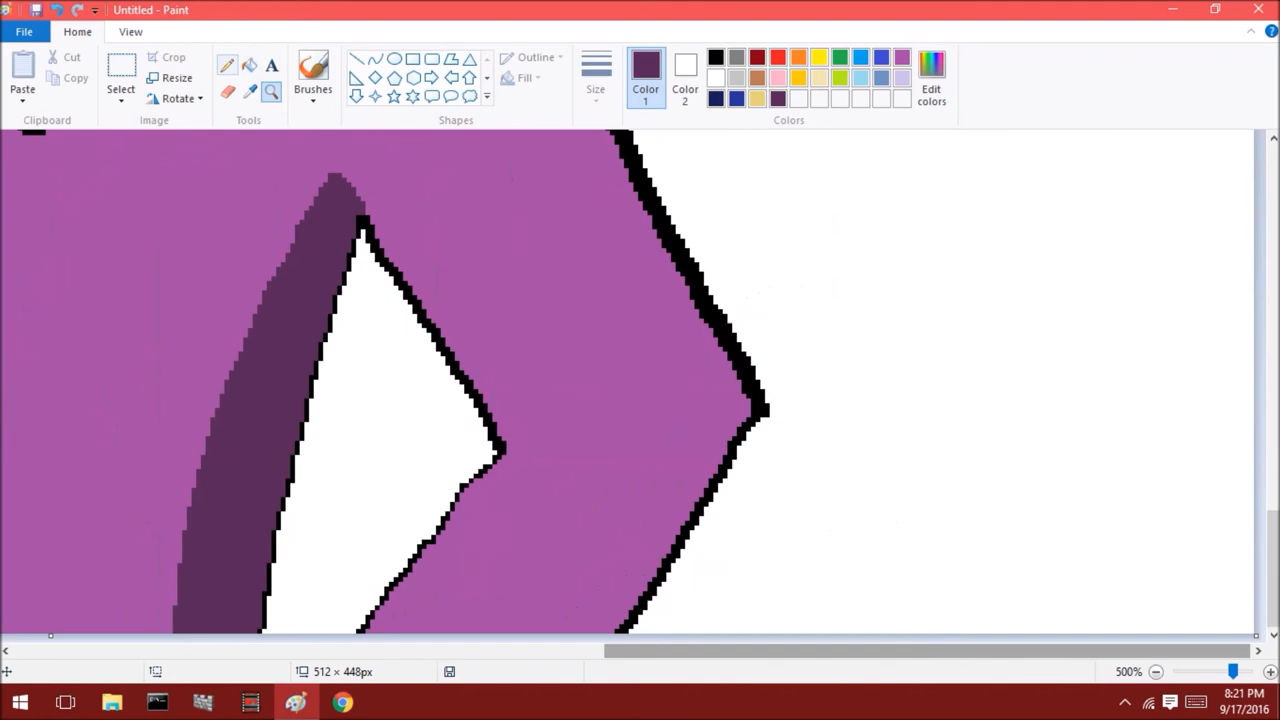 Untitled - Paint
File Home View
Paste Cut Copy
Select Crop Resize Rotate
A
Brushes
Outline Fill
Size
Color 1 Color 2
Edit colors
Clipboard Image Tools Shapes Colors
512 × 448px 500%
8:21 PM
9/17/2016